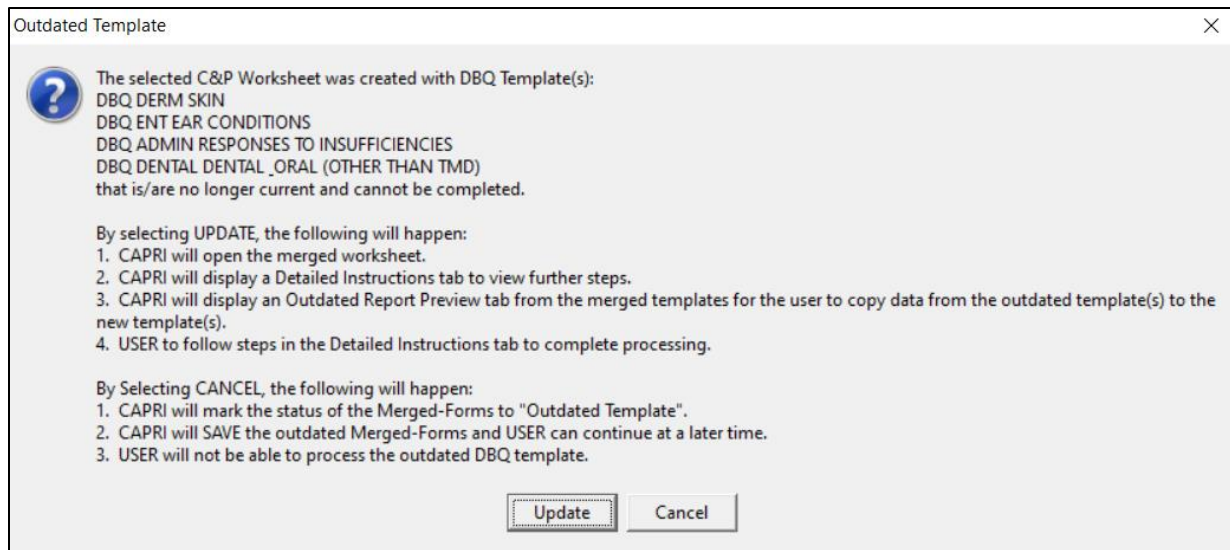 Outdated Template
The selected C&P Worksheet was created with DBQ Template(s):
DBQ DERM SKIN
DBQ ENT EAR CONDITIONS
DBQ ADMIN RESPONSES TO INSUFFICIENCIES
DBQ DENTAL DENTAL_ORAL (OTHER THAN TMD)
that is/are no longer current and cannot be completed.
By selecting UPDATE, the following will happen:
1. CAPRI will open the merged worksheet.
2. CAPRI will display a Detailed Instructions tab to view further steps.
3. CAPRI will display an Outdated Report Preview tab from the merged templates for the user to copy data from the outdated template(s) to the
new template(s).
4. USER to follow steps in the Detailed Instructions tab to complete processing.
By Selecting CANCEL, the following will happen:
1. CAPRI will mark the status of the Merged-Forms to "Outdated Template".
2. CAPRI will SAVE the outdated Merged-Forms and USER can continue at a later time.
3. USER will not be able to process the outdated DBQ template.
Update Cancel